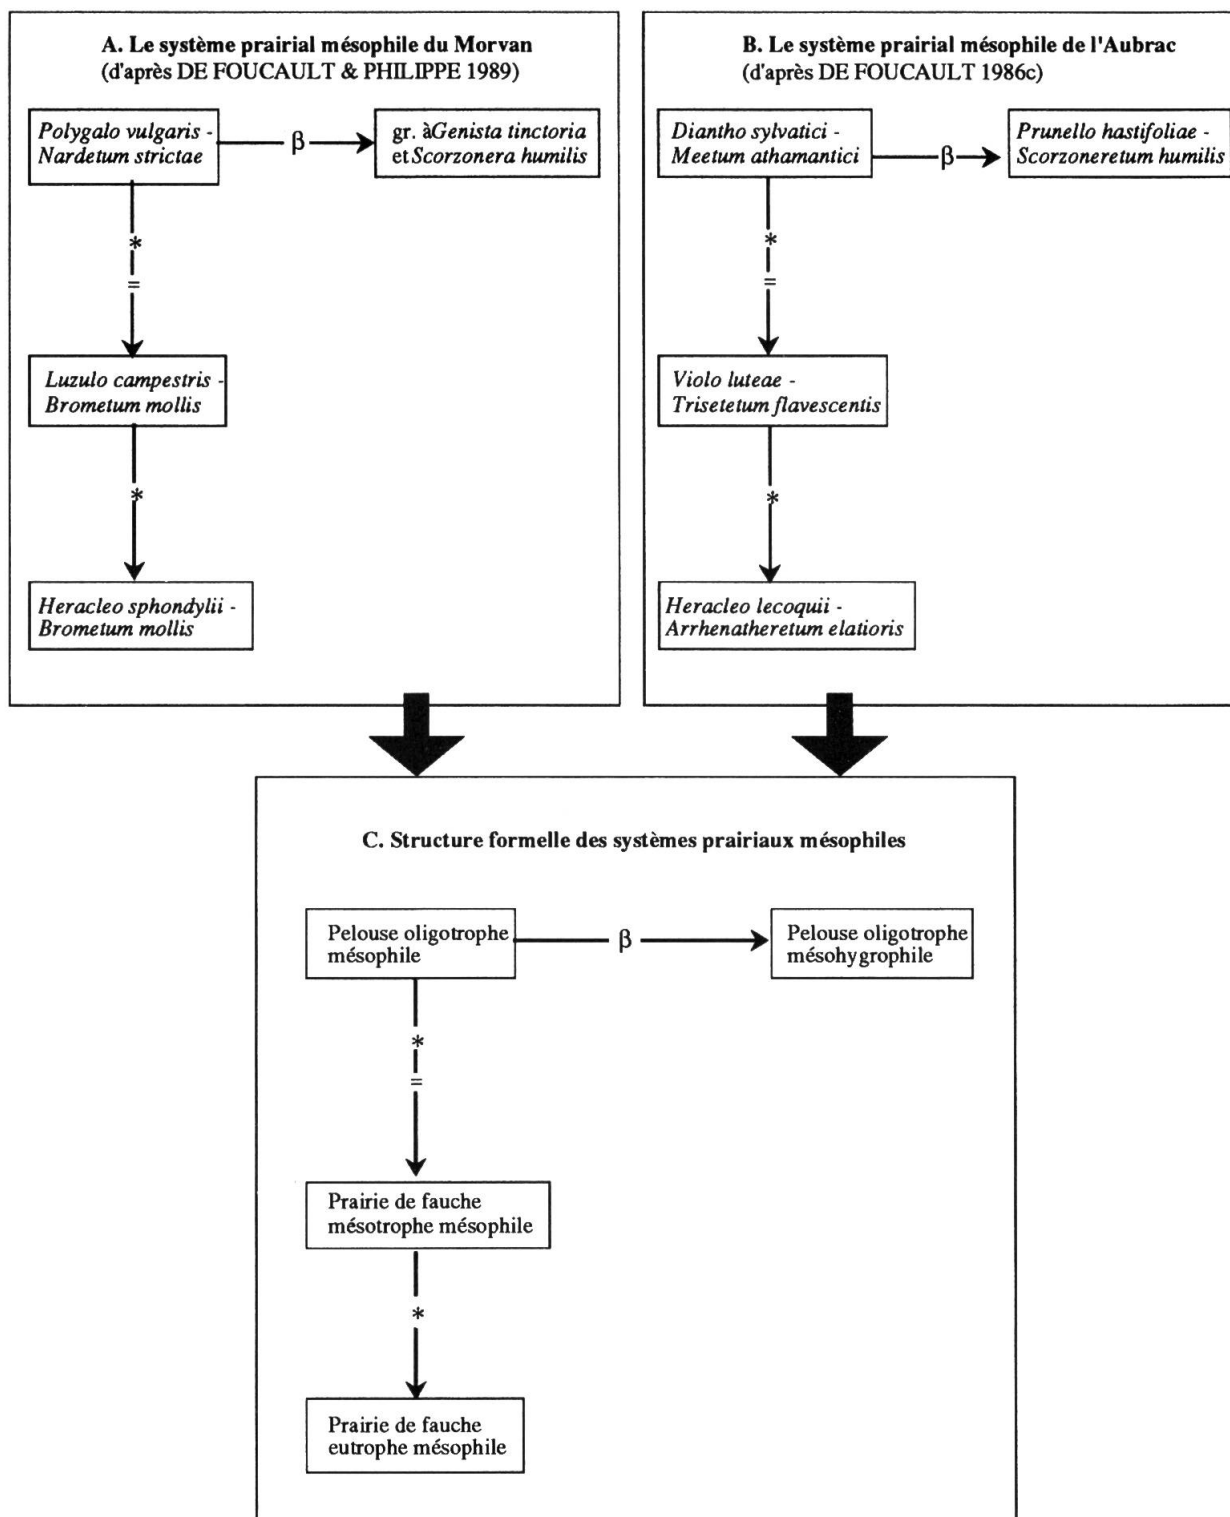 A. Le système prairial mésophile du Morvan
(d'après DE FOUCAULT & PHILIPPE 1989)
Polygalo vulgaris -
Nardetum strictae
β
gr. àGenista tinctoria
et Scorzonera humilis
*
=
Luzulo campestris -
Brometum mollis
*
Heracleo sphondylii -
Brometum mollis
B. Le système prairial mésophile de l'Aubrac
(d'après DE FOUCAULT 1986c)
Diantho sylvatici -
Meetum athamantici
β
Prunello hastifoliae -
Scorzoneretum humilis
*
=
Violo luteae -
Trisetetum flavescentis
*
Heracleo lecoquii -
Arrhenatheretum elatioris
C. Structure formelle des systèmes prairiaux mésophiles
Pelouse oligotrophe
mésophile
β
Pelouse oligotrophe
mésohygrophile
*
=
Prairie de fauche
mésotrophe mésophile
*
Prairie de fauche
eutrophe mésophile